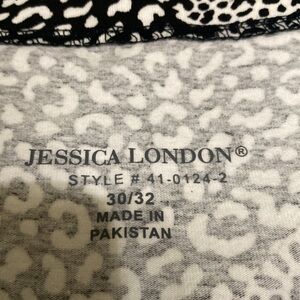 JESSICA LONDON®
STYLE # 41-0124-2
30/32
MADE IN
PAKISTAN